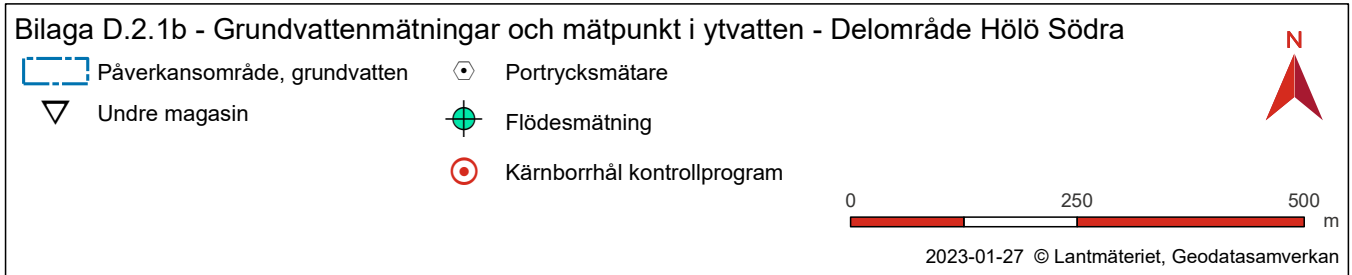 Bilaga D.2.1b - Grundvattenmätningar och mätpunkt i ytvatten - Delområde Hölö Södra
N
Påverkansområde, grundvatten
Portrycksmätare
Undre magasin
Flödesmätning
Kärnborrhål kontrollprogram
0 250 500
m
2023-01-27 © Lantmäteriet, Geodatasamverkan